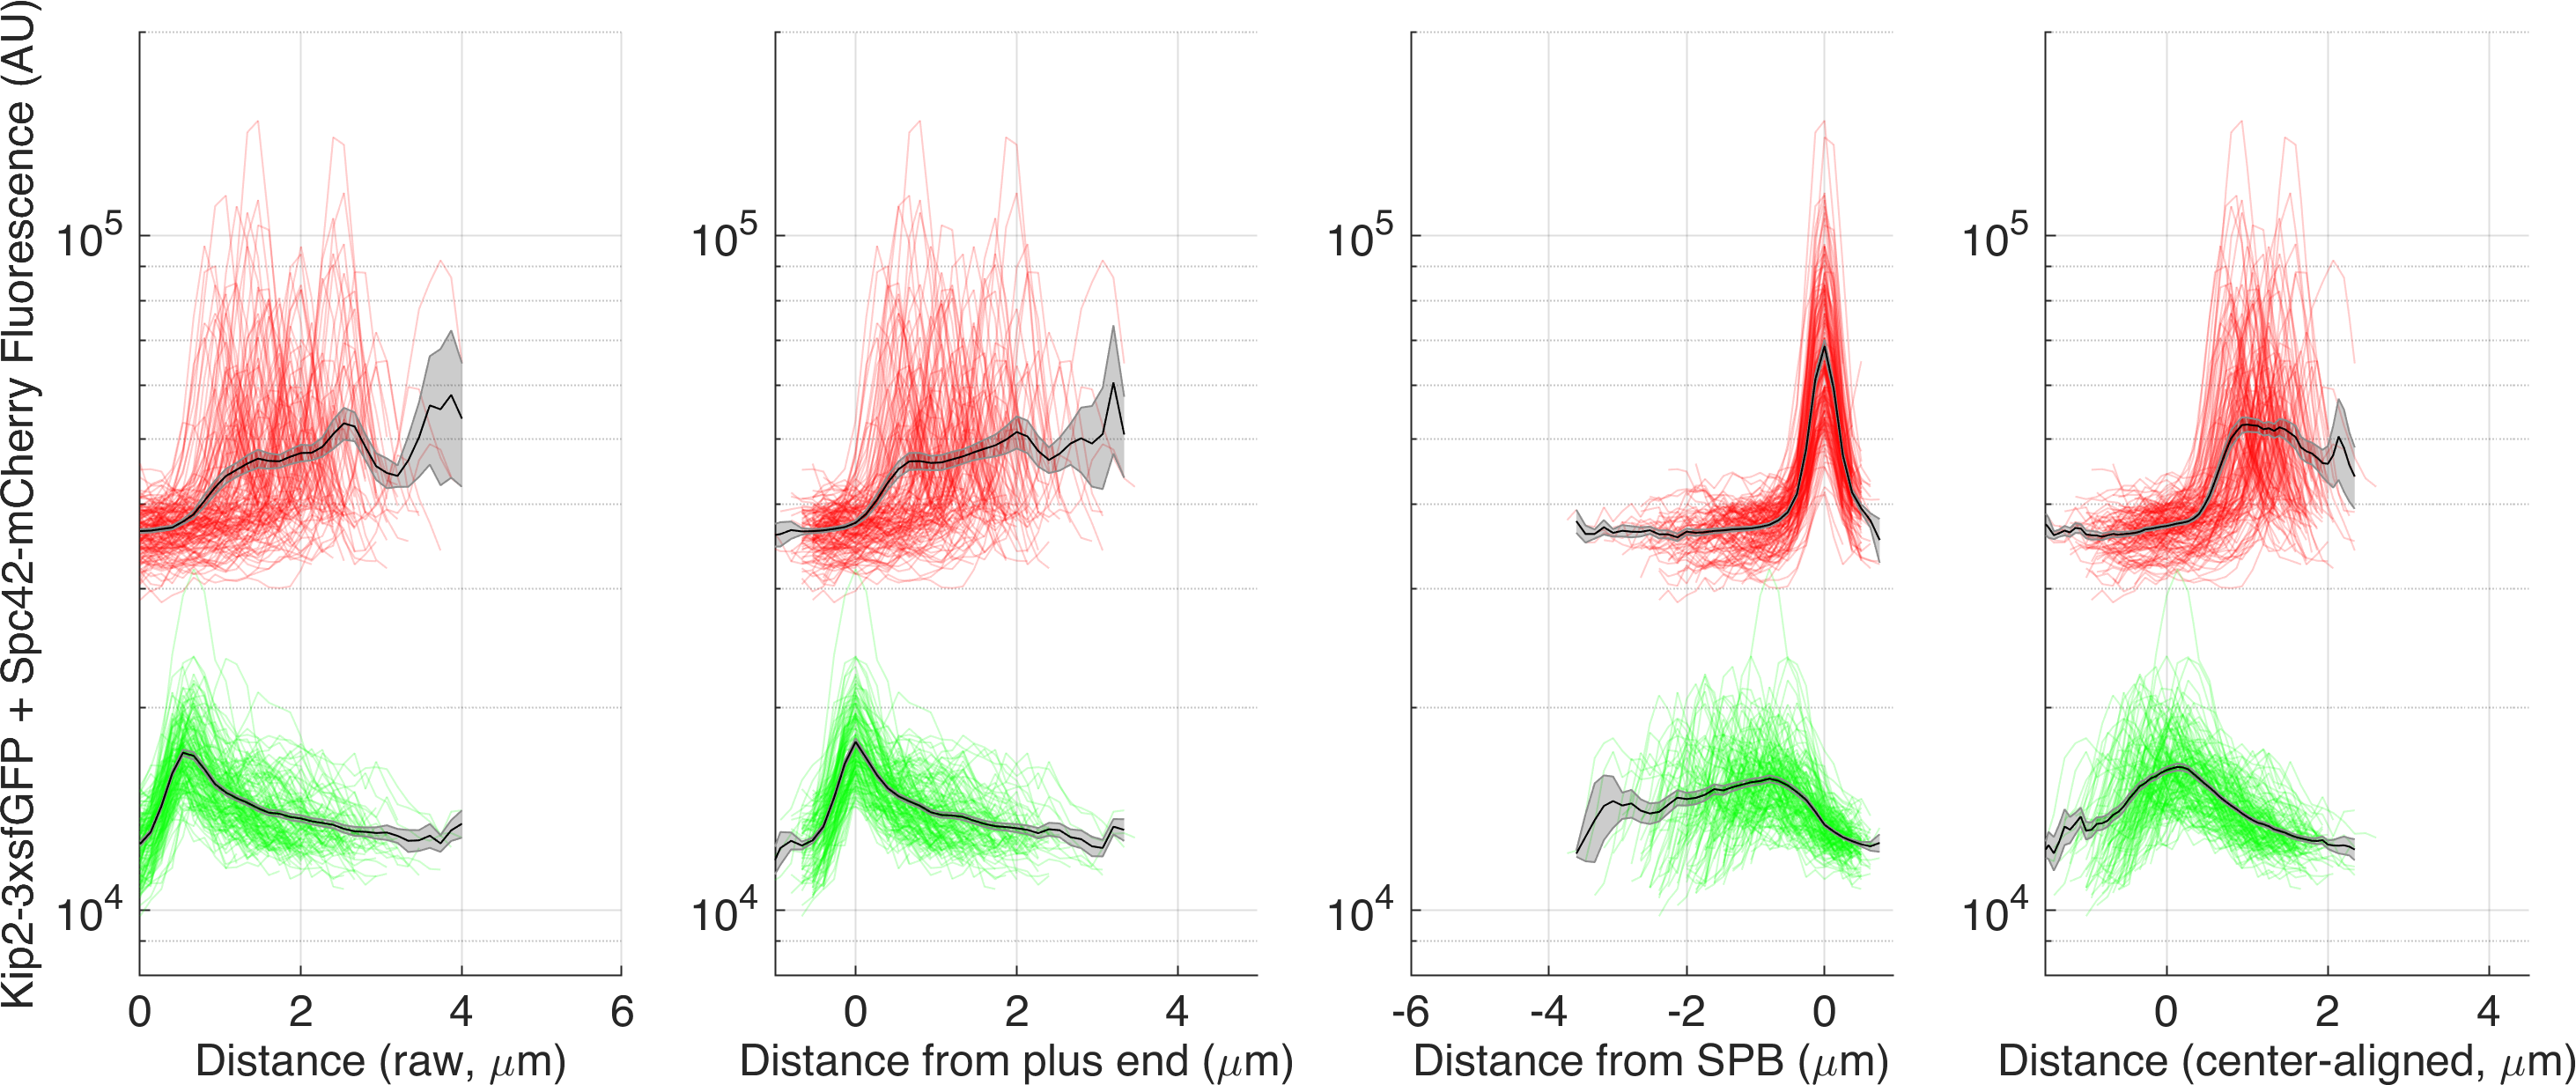 Kip2-3xsfGFP + Spc42-mCherry Fluorescence (AU)
10^5
10^4
0 2 4 6
Distance (raw, μm)
10^5
10^4
0 2 4
Distance from plus end (μm)
10^5
10^4
-6 -4 -2 0
Distance from SPB (μm)
10^5
10^4
0 2 4
Distance (center-aligned, μm)